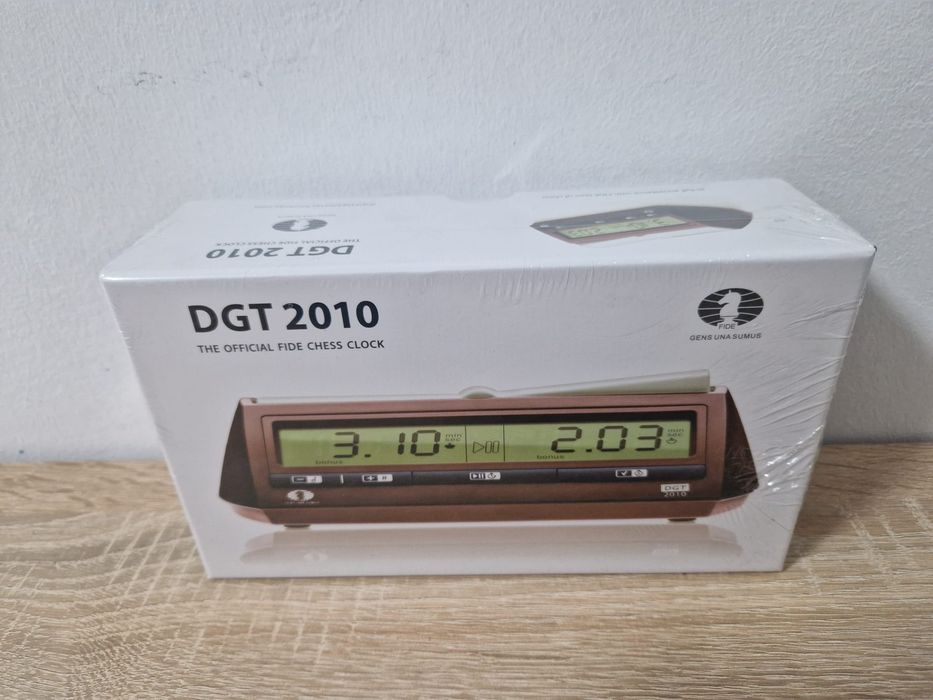 DGT 2010
THE OFFICIAL FIDE CHESS CLOCK
DGT 2010
THE OFFICIAL FIDE CHESS CLOCK
FIDE
GENS UNA SUMUS
3.10 min sec
bonus
2.03 min sec
bonus
DGT
2010